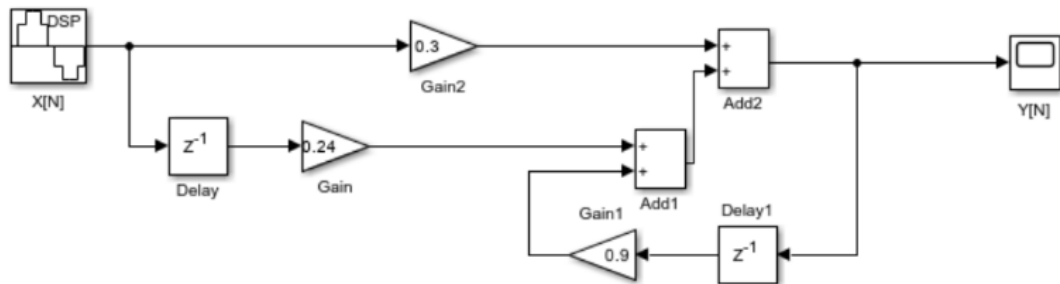 DSP
X[N]
0.3
Gain2
+
+
Add2
Y[N]
z-1
Delay
0.24
Gain
+
+
Add1
Gain1
0.9
Delay1
z-1